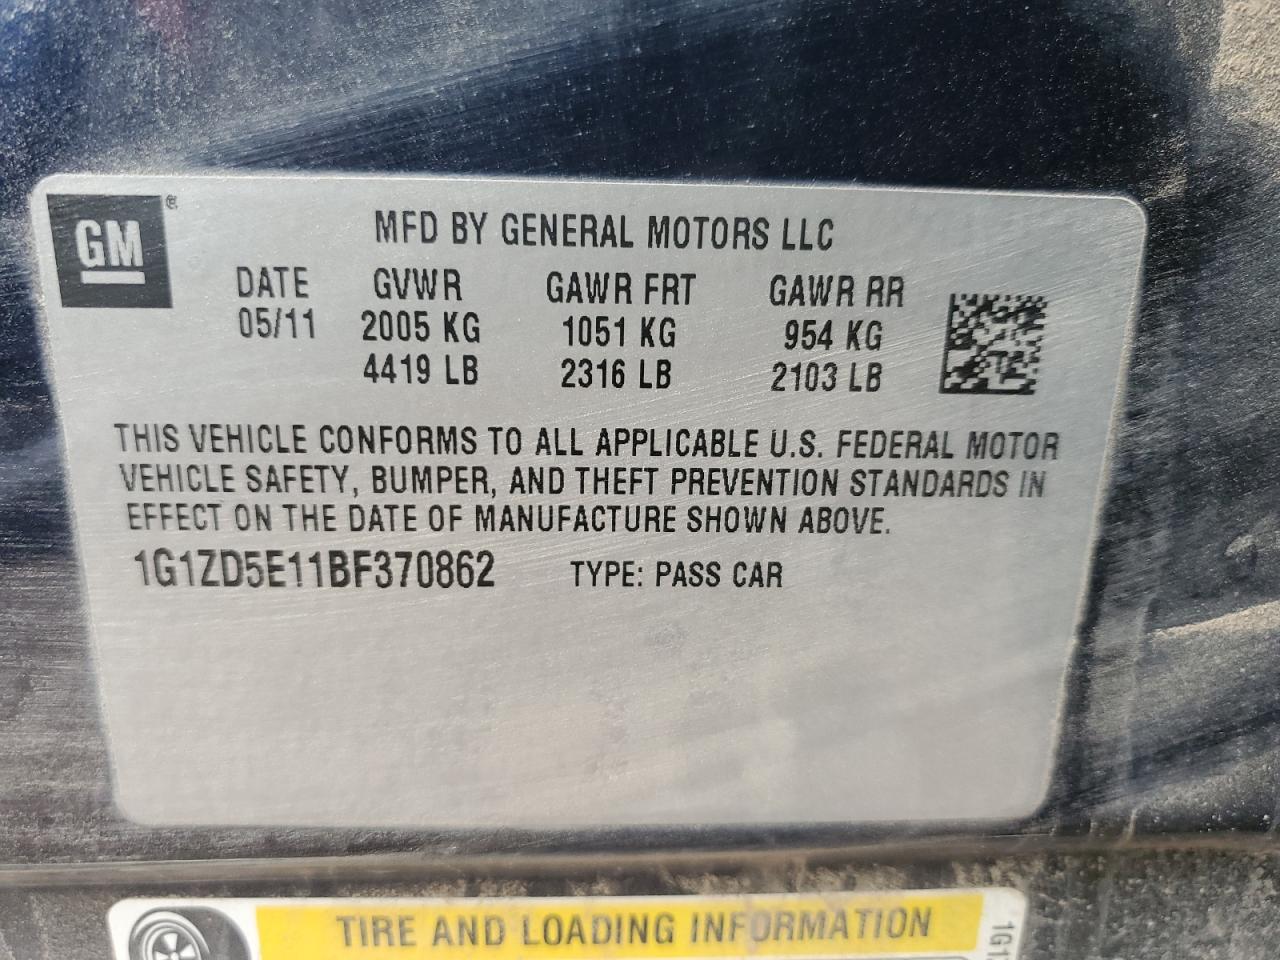 GM®
MFD BY GENERAL MOTORS LLC
DATE GVWR GAWR FRT GAWR RR
05/11 2005 KG 1051 KG 954 KG
4419 LB 2316 LB 2103 LB
THIS VEHICLE CONFORMS TO ALL APPLICABLE U.S. FEDERAL MOTOR
VEHICLE SAFETY, BUMPER, AND THEFT PREVENTION STANDARDS IN
EFFECT ON THE DATE OF MANUFACTURE SHOWN ABOVE.
1G1ZD5E11BF370862 TYPE: PASS CAR
TIRE AND LOADING INFORMATION